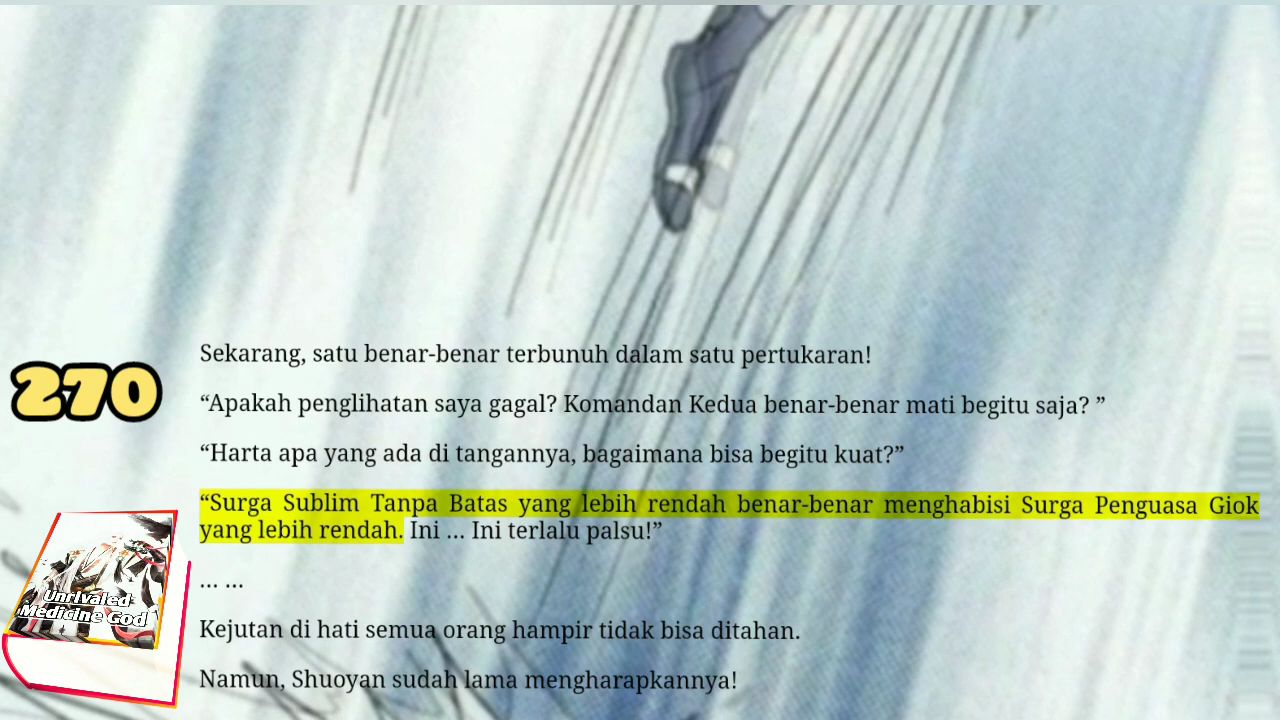 Sekarang, satu benar-benar terbunuh dalam satu pertukaran!
270
“Apakah penglihatan saya gagal? Komandan Kedua benar-benar mati begitu saja? ”
“Harta apa yang ada di tangannya, bagaimana bisa begitu kuat?”
“Surga Sublim Tanpa Batas yang lebih rendah benar-benar menghabisi Surga Penguasa Giok
yang lebih rendah. Ini ... Ini terlalu palsu!”
... ...
Unrivaled
Medicine God
Kejutan di hati semua orang hampir tidak bisa ditahan.
Namun, Shuoyan sudah lama mengharapkannya!